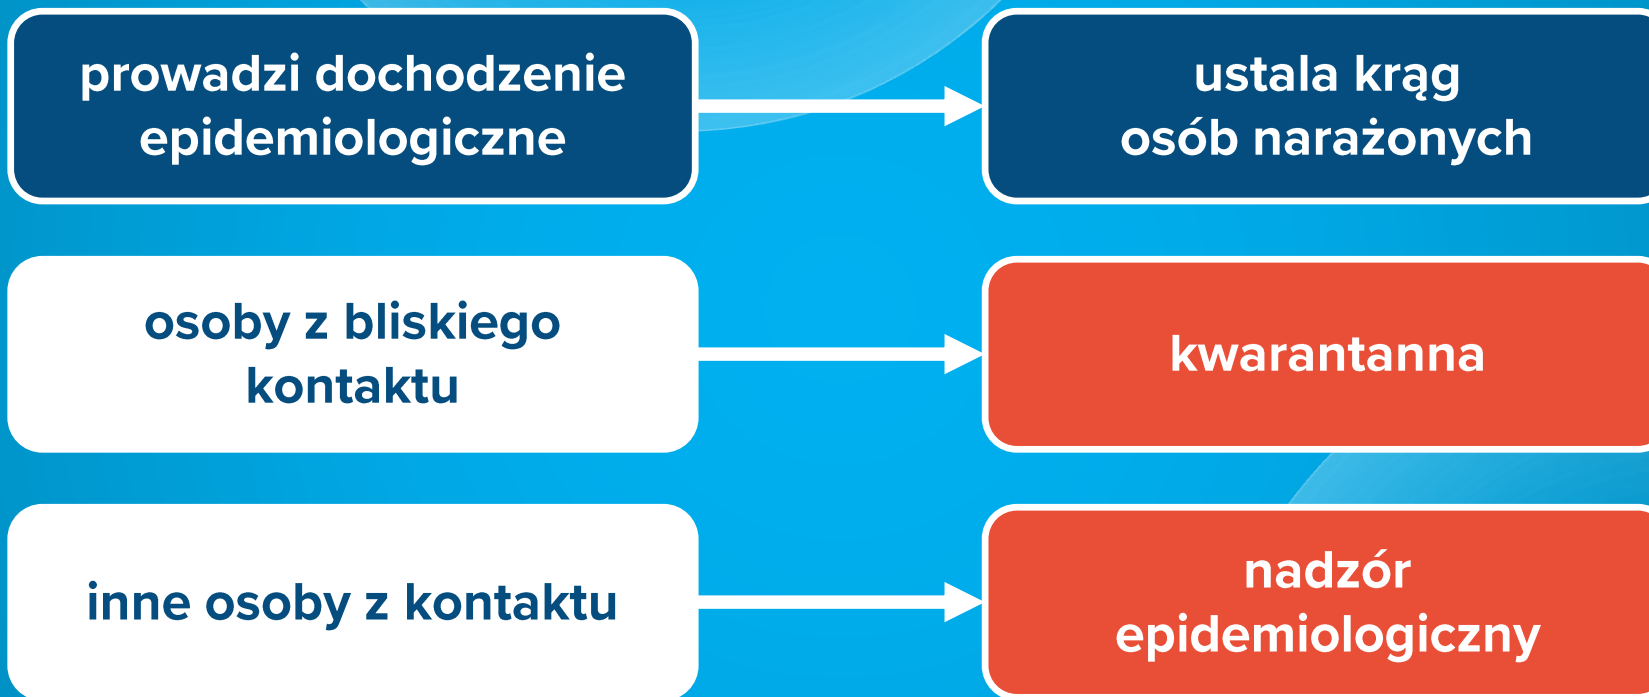 prowadzi dochodzenie
epidemiologiczne
ustala krąg
osób narażonych
osoby z bliskiego
kontaktu
kwarantanna
inne osoby z kontaktu
nadzór
epidemiologiczny